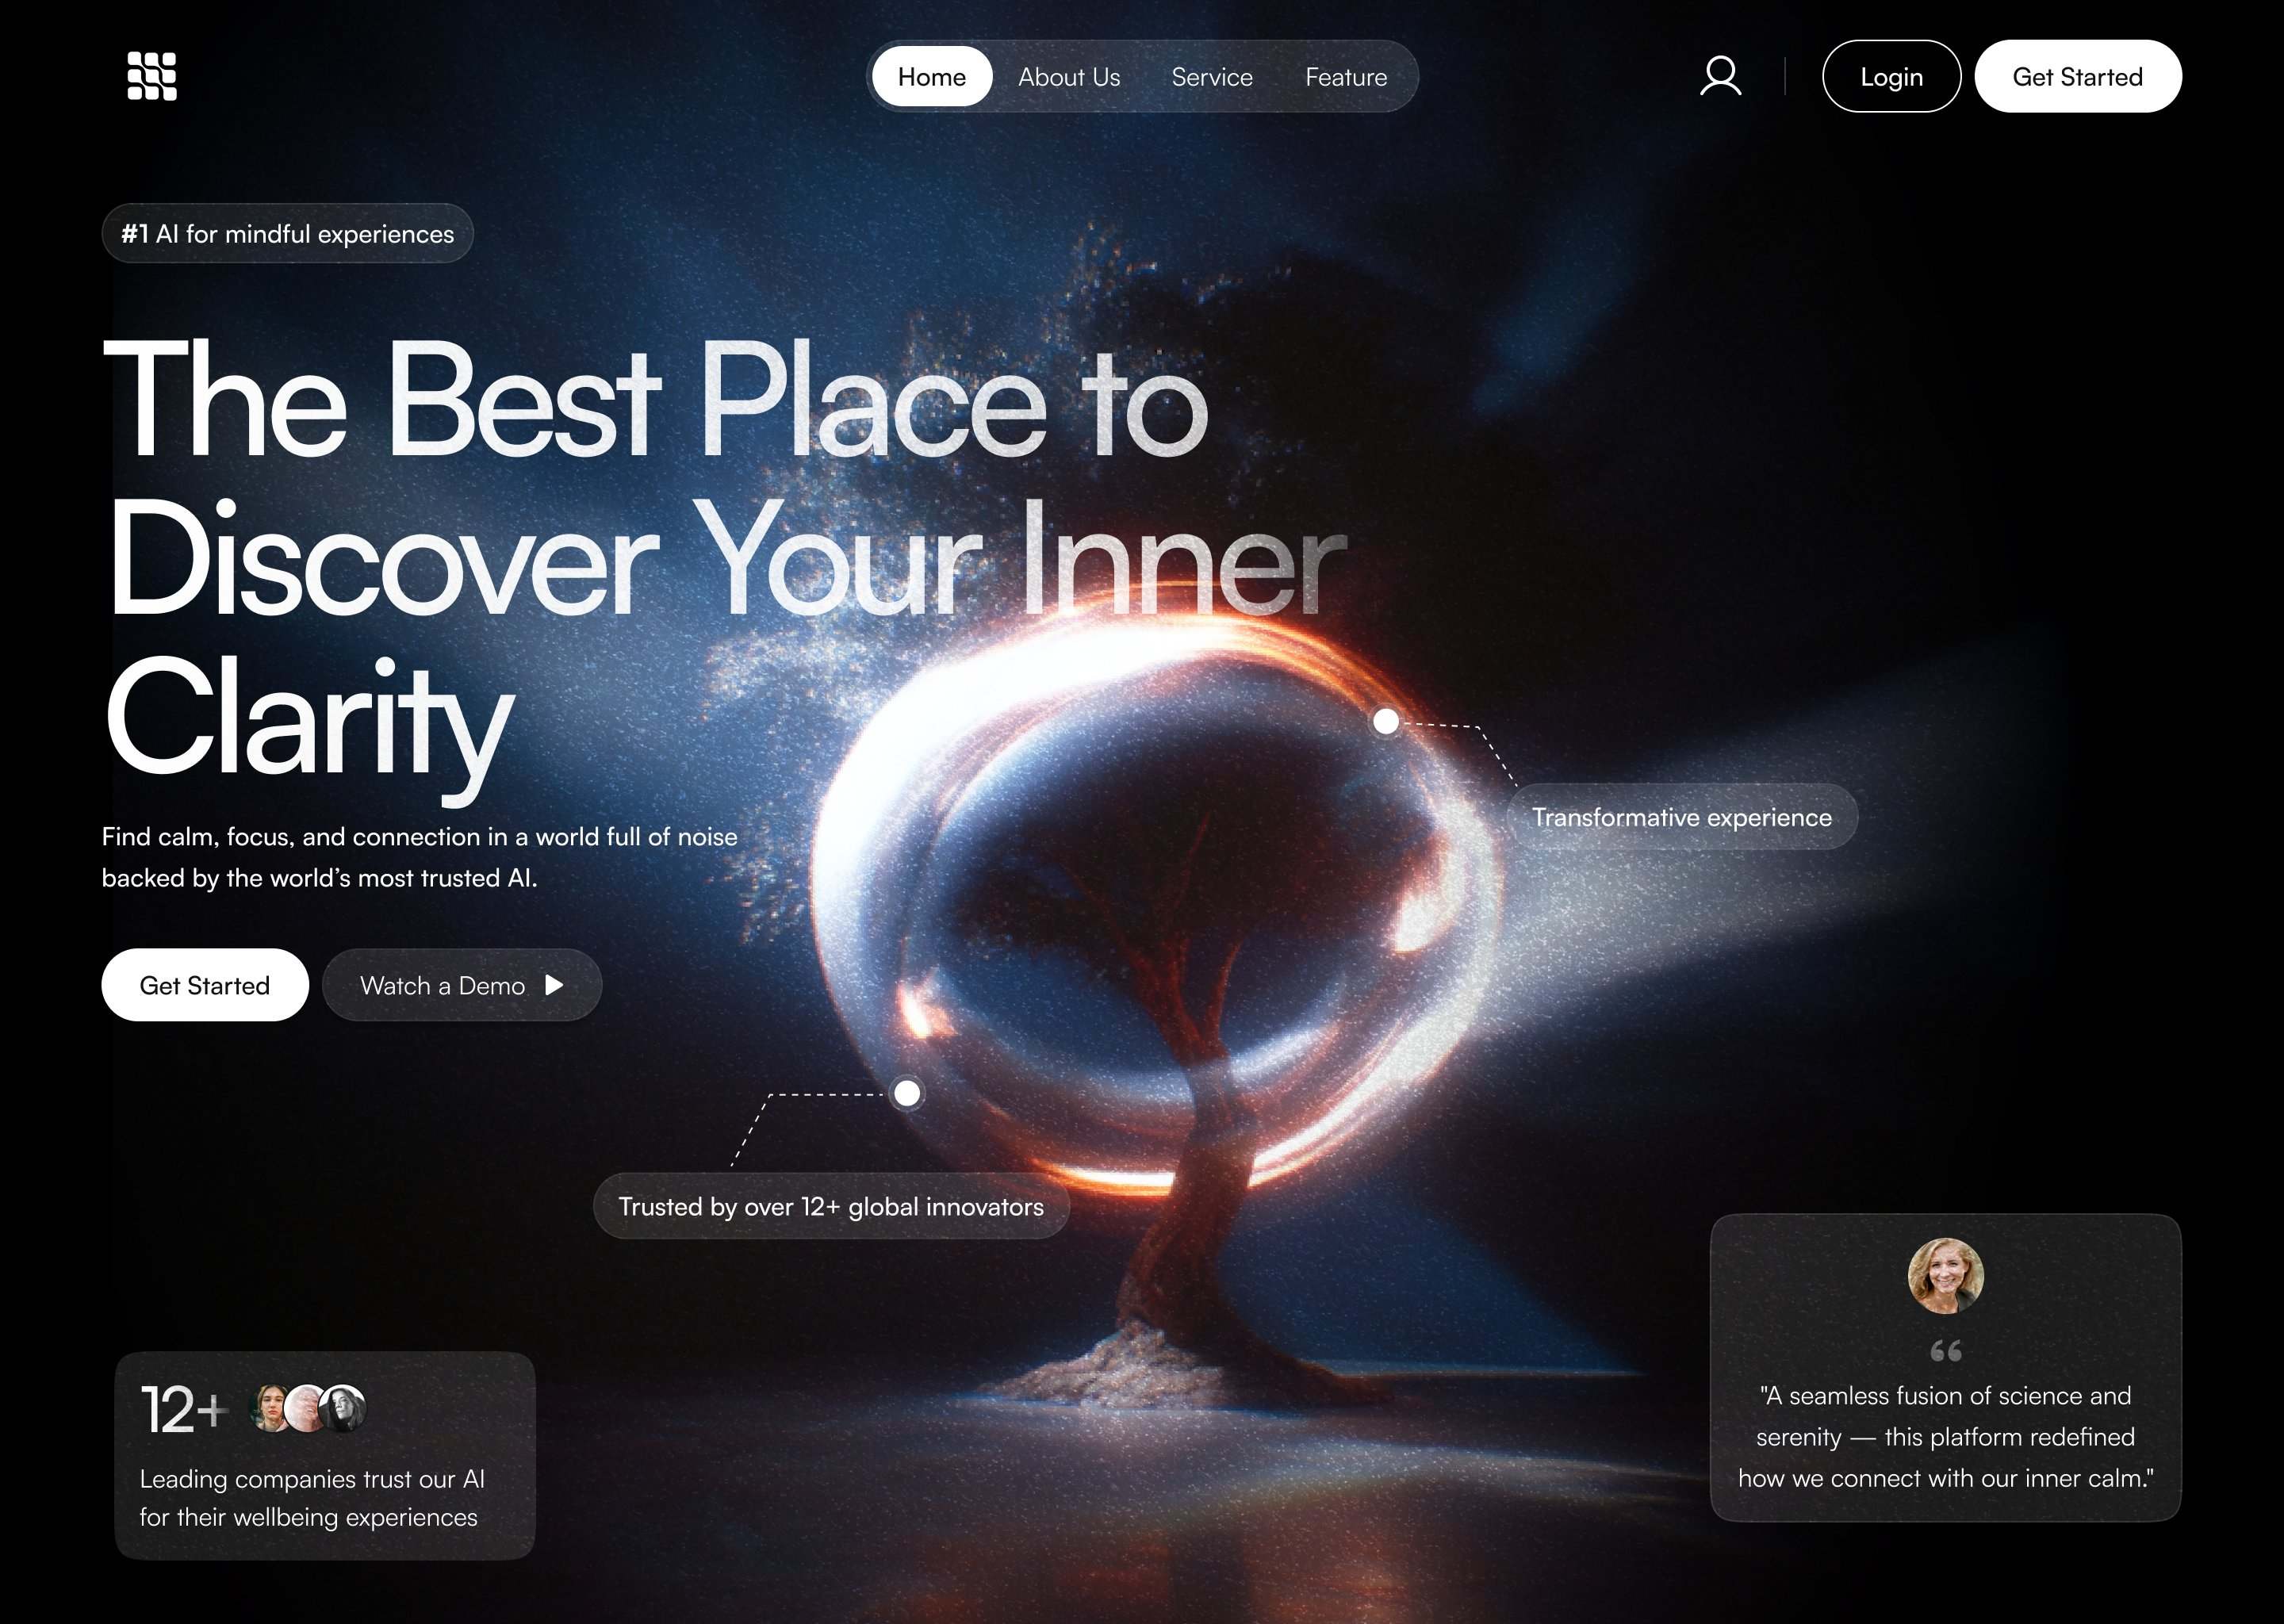 Home
About Us
Service
Feature
Login
Get Started
#1 AI for mindful experiences
The Best Place to
Discover Your Inner
Clarity
Find calm, focus, and connection in a world full of noise
backed by the world’s most trusted AI.
Get Started
Watch a Demo
Transformative experience
Trusted by over 12+ global innovators
12+
Leading companies trust our AI
for their wellbeing experiences
“
"A seamless fusion of science and
serenity — this platform redefined
how we connect with our inner calm."